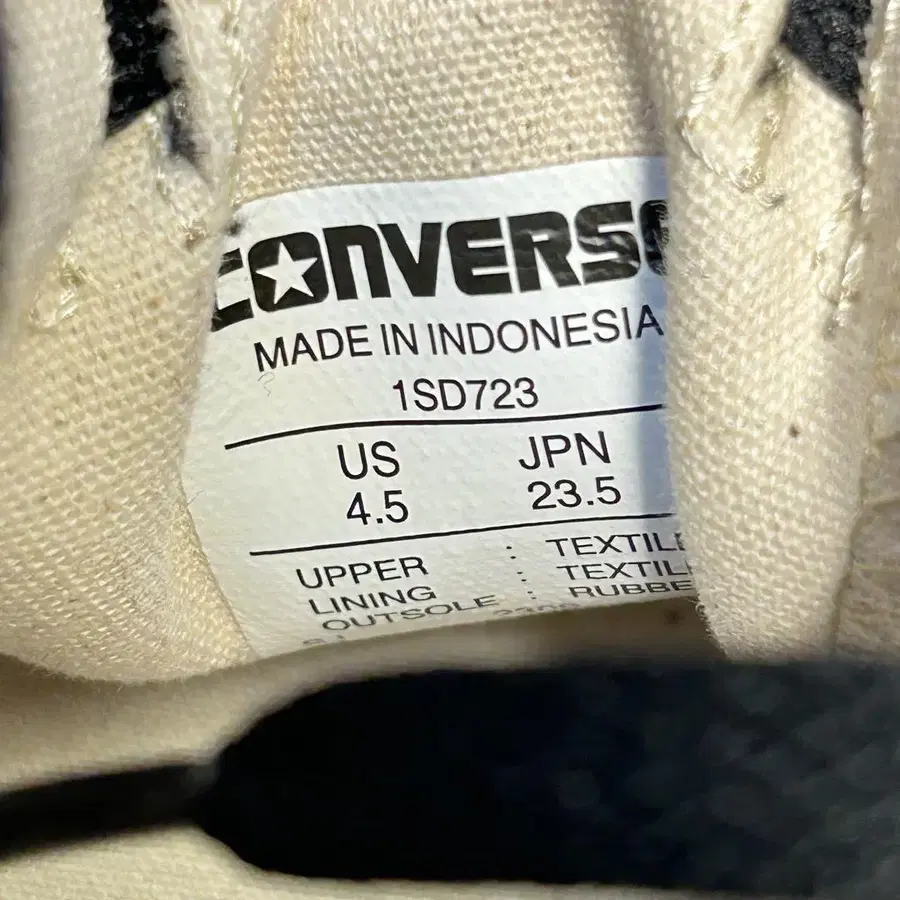 CONVERSE
MADE IN INDONESIA
1SD723
US JPN
4.5 23.5
UPPER : TEXTILE
LINING : TEXTILE
OUTSOLE : RUBBER